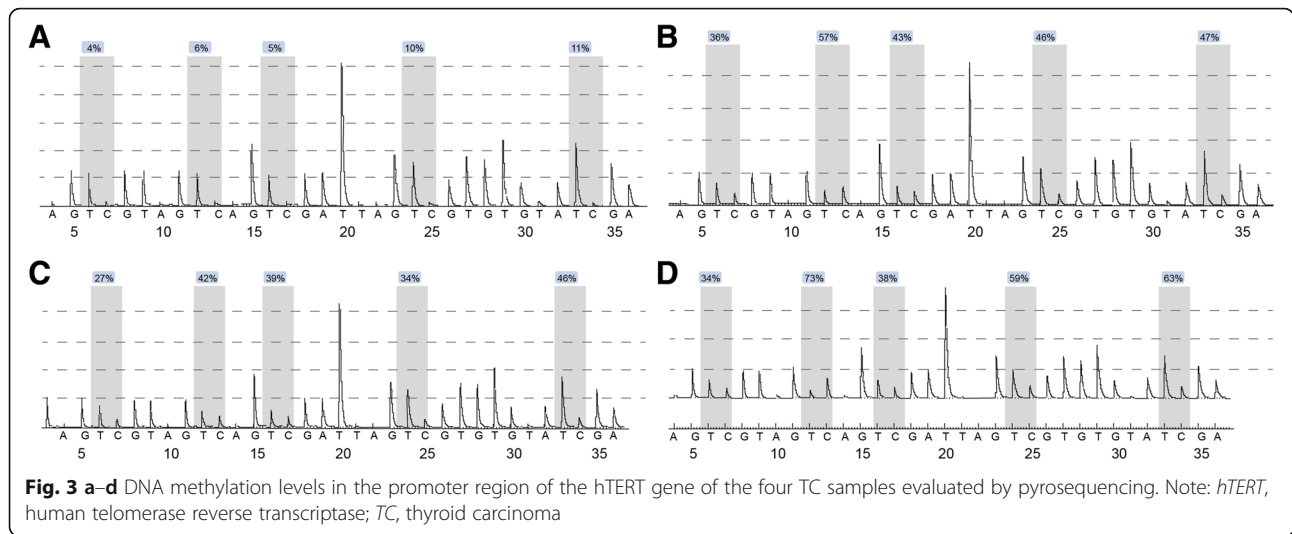 A
4% 6% 5% 10% 11%
A G T C G T A G T C A G T C G A T T A G T C G T G T G T A T C G A
5 10 15 20 25 30 35
B
36% 57% 43% 46% 47%
A G T C G T A G T C A G T C G A T T A G T C G T G T G T A T C G A
5 10 15 20 25 30 35
C
27% 42% 39% 34% 46%
A G T C G T A G T C A G T C G A T T A G T C G T G T G T A T C G A
5 10 15 20 25 30 35
D
34% 73% 38% 59% 63%
A G T C G T A G T C A G T C G A T T A G T C G T G T G T A T C G A
5 10 15 20 25 30 35
Fig. 3 a–d DNA methylation levels in the promoter region of the hTERT gene of the four TC samples evaluated by pyrosequencing. Note: hTERT,
human telomerase reverse transcriptase; TC, thyroid carcinoma